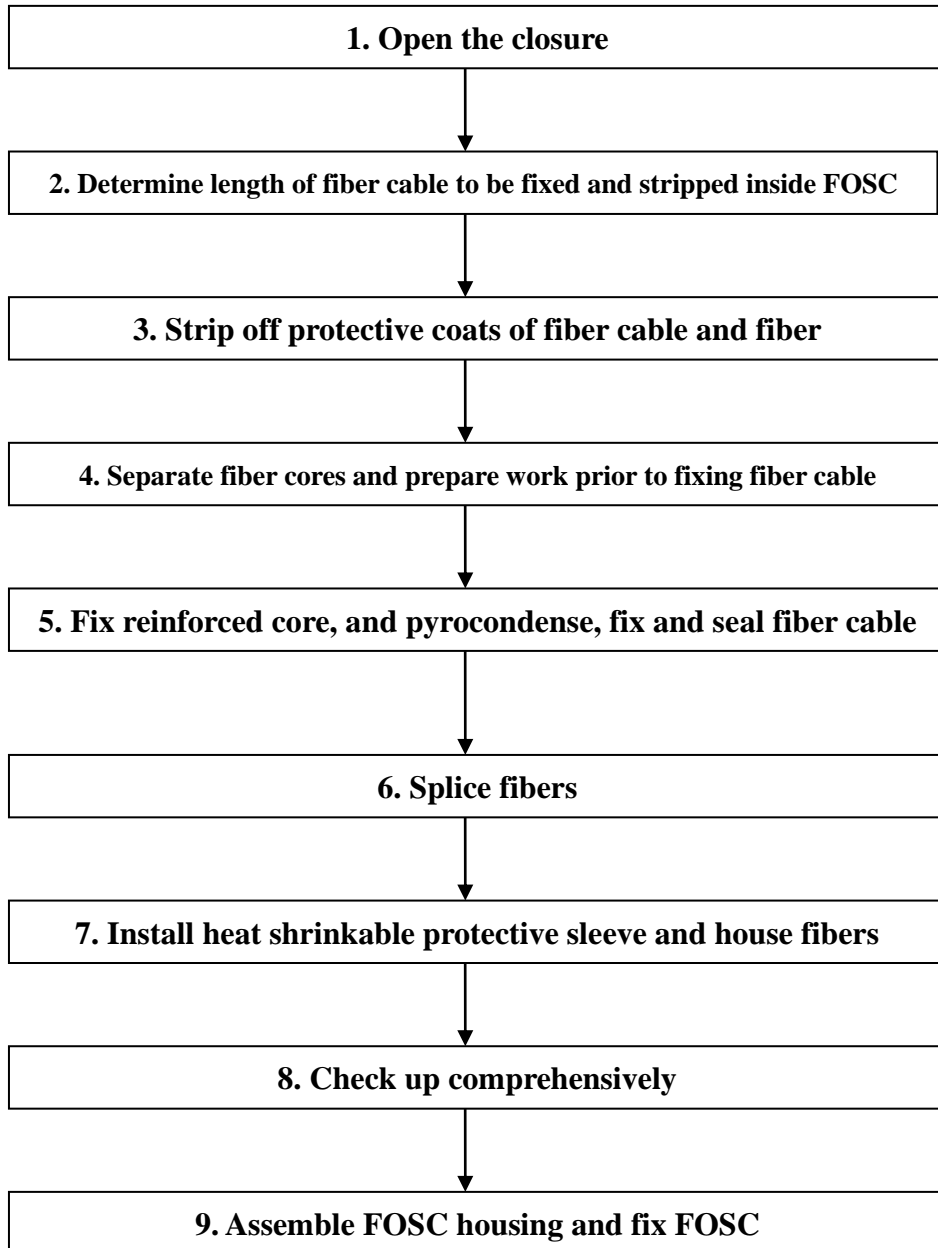 1. Open the closure
2. Determine length of fiber cable to be fixed and stripped inside FOSC
3. Strip off protective coats of fiber cable and fiber
4. Separate fiber cores and prepare work prior to fixing fiber cable
5. Fix reinforced core, and pyrocondense, fix and seal fiber cable
6. Splice fibers
7. Install heat shrinkable protective sleeve and house fibers
8. Check up comprehensively
9. Assemble FOSC housing and fix FOSC